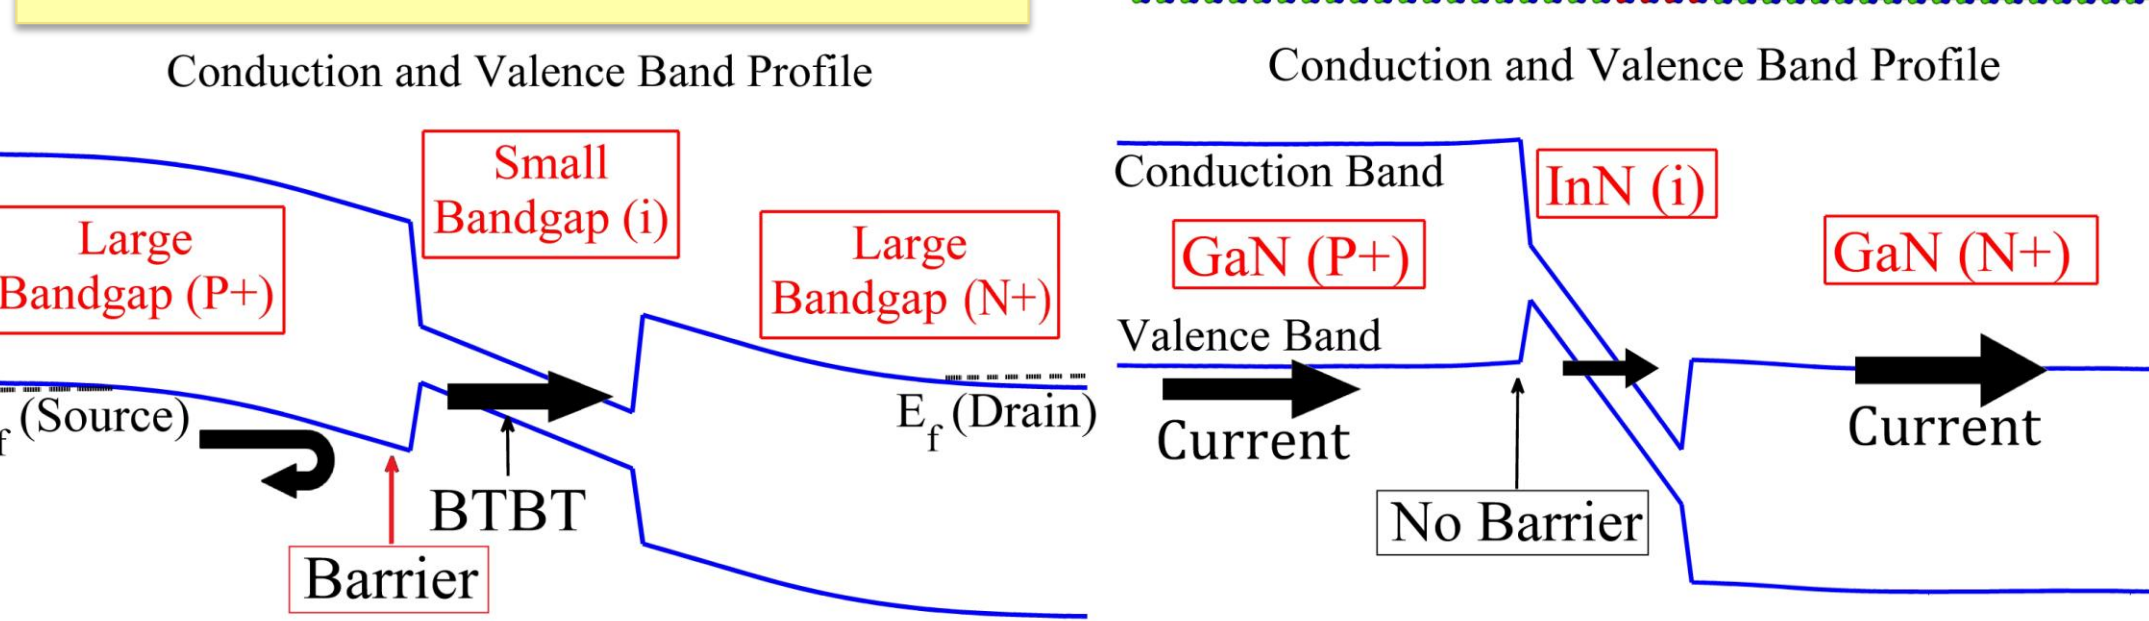 Conduction and Valence Band Profile
Small
Bandgap (i)
Large
Bandgap (P+)
Large
Bandgap (N+)
f (Source)
Ef (Drain)
BTBT
Barrier
Conduction and Valence Band Profile
Conduction Band
InN (i)
GaN (P+)
GaN (N+)
Valence Band
Current
Current
No Barrier